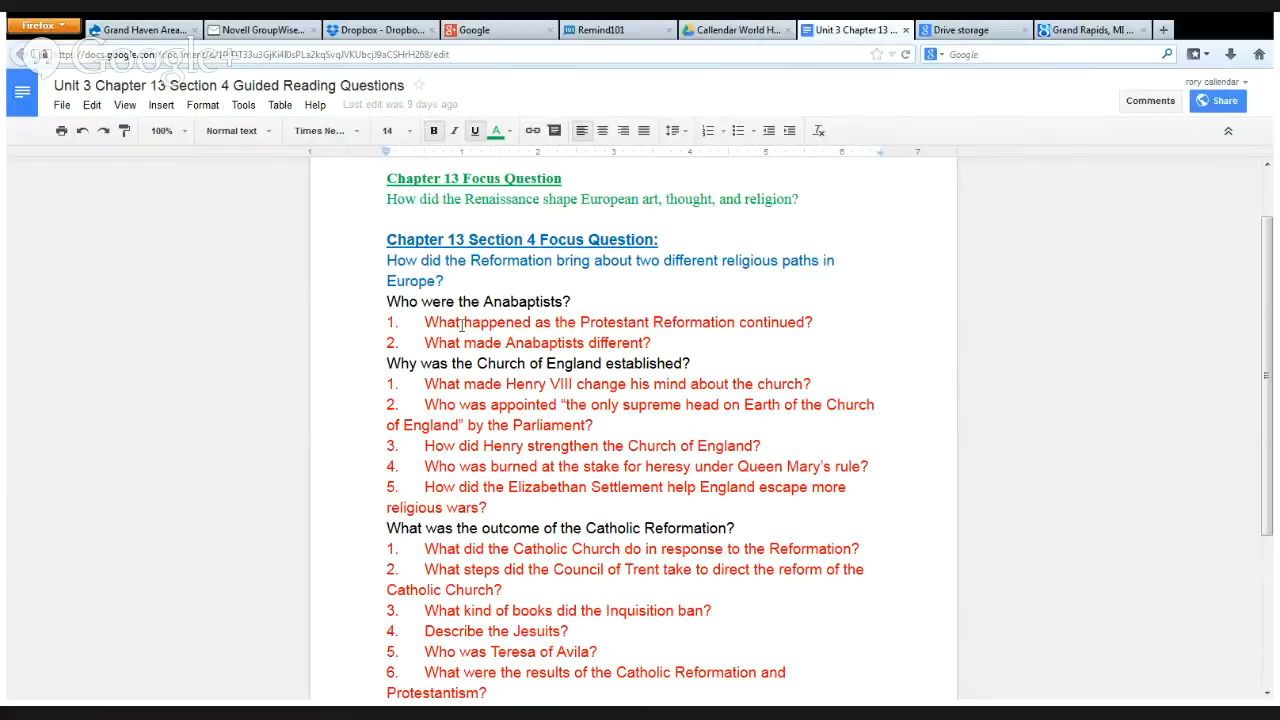 Firefox
Grand Haven Area...
Novell GroupWise...
Dropbox - Dropbo...
Google
Remind101
Callendar World H...
Unit 3 Chapter 13 ...
Drive storage
Grand Rapids, MI ...
Google+
Google
Unit 3 Chapter 13 Section 4 Guided Reading Questions
rory calendar
File Edit View Insert Format Tools Table Help Last edit was 9 days ago
Comments Share
100% Normal text Times Ne... 14 B I U A
1 1 2 3 4 5 6 7
Chapter 13 Focus Question
How did the Renaissance shape European art, thought, and religion?
Chapter 13 Section 4 Focus Question:
How did the Reformation bring about two different religious paths in
Europe?
Who were the Anabaptists?
1. What happened as the Protestant Reformation continued?
2. What made Anabaptists different?
Why was the Church of England established?
1. What made Henry VIII change his mind about the church?
2. Who was appointed “the only supreme head on Earth of the Church
of England” by the Parliament?
3. How did Henry strengthen the Church of England?
4. Who was burned at the stake for heresy under Queen Mary’s rule?
5. How did the Elizabethan Settlement help England escape more
religious wars?
What was the outcome of the Catholic Reformation?
1. What did the Catholic Church do in response to the Reformation?
2. What steps did the Council of Trent take to direct the reform of the
Catholic Church?
3. What kind of books did the Inquisition ban?
4. Describe the Jesuits?
5. Who was Teresa of Avila?
6. What were the results of the Catholic Reformation and
Protestantism?